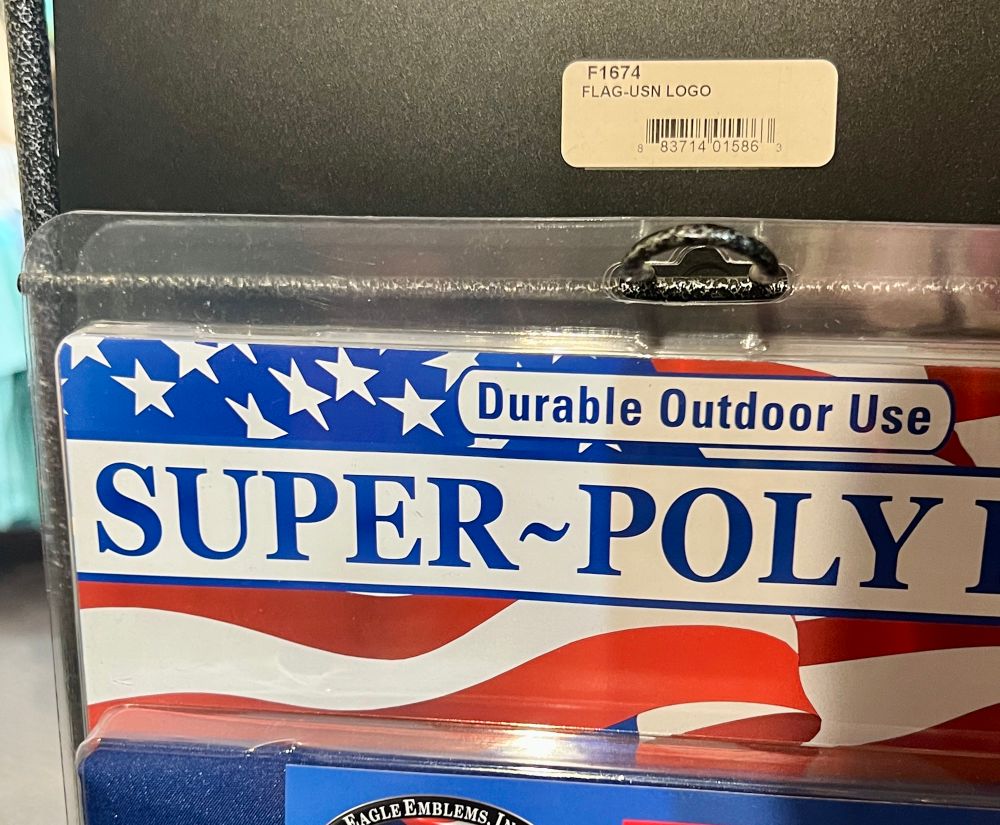 F1674
FLAG-USN LOGO
8 83714 01586 3
Durable Outdoor Use
SUPER~POLY
EAGLE EMBLEMS, IN